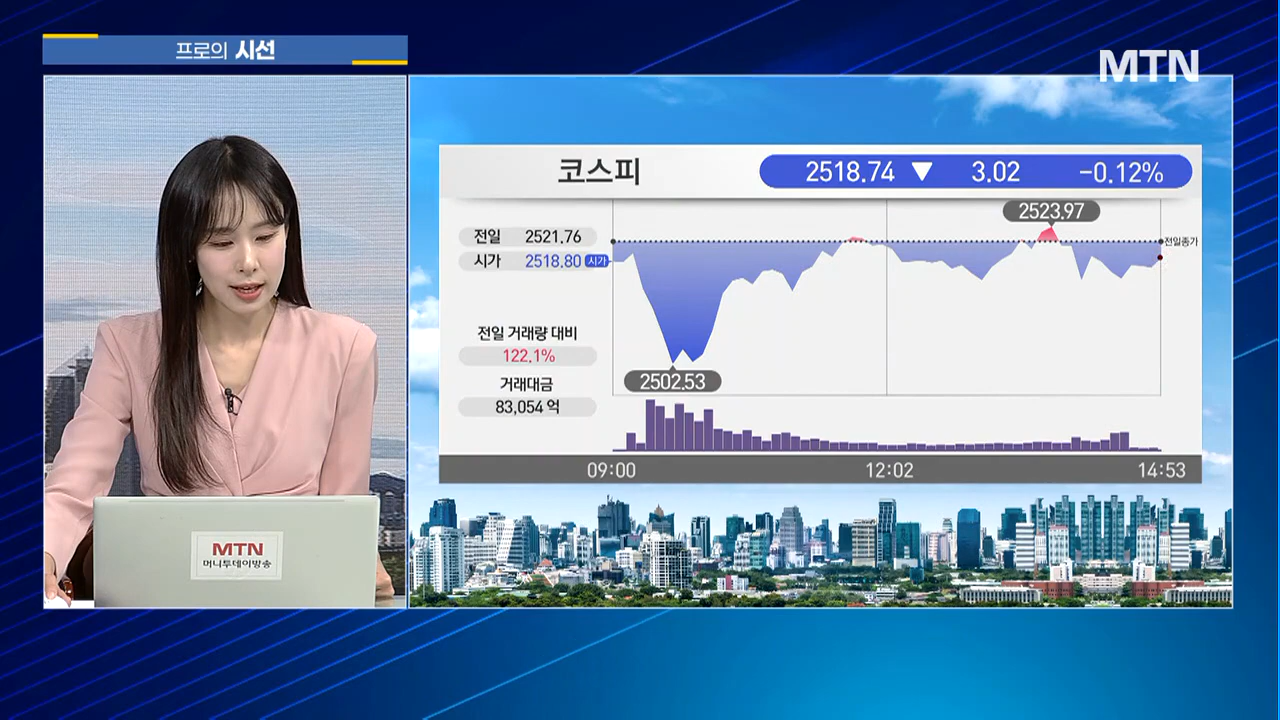 프로의 시선
MTN
코스피
2518.74 ▼ 3.02 -0.12%
2523.97
전일 2521.76
전일종가
시가 2518.80 시가
전일 거래량 대비
122.1%
2502.53
거래대금
83,054 억
09:00 12:02 14:53
MTN
머니투데이방송